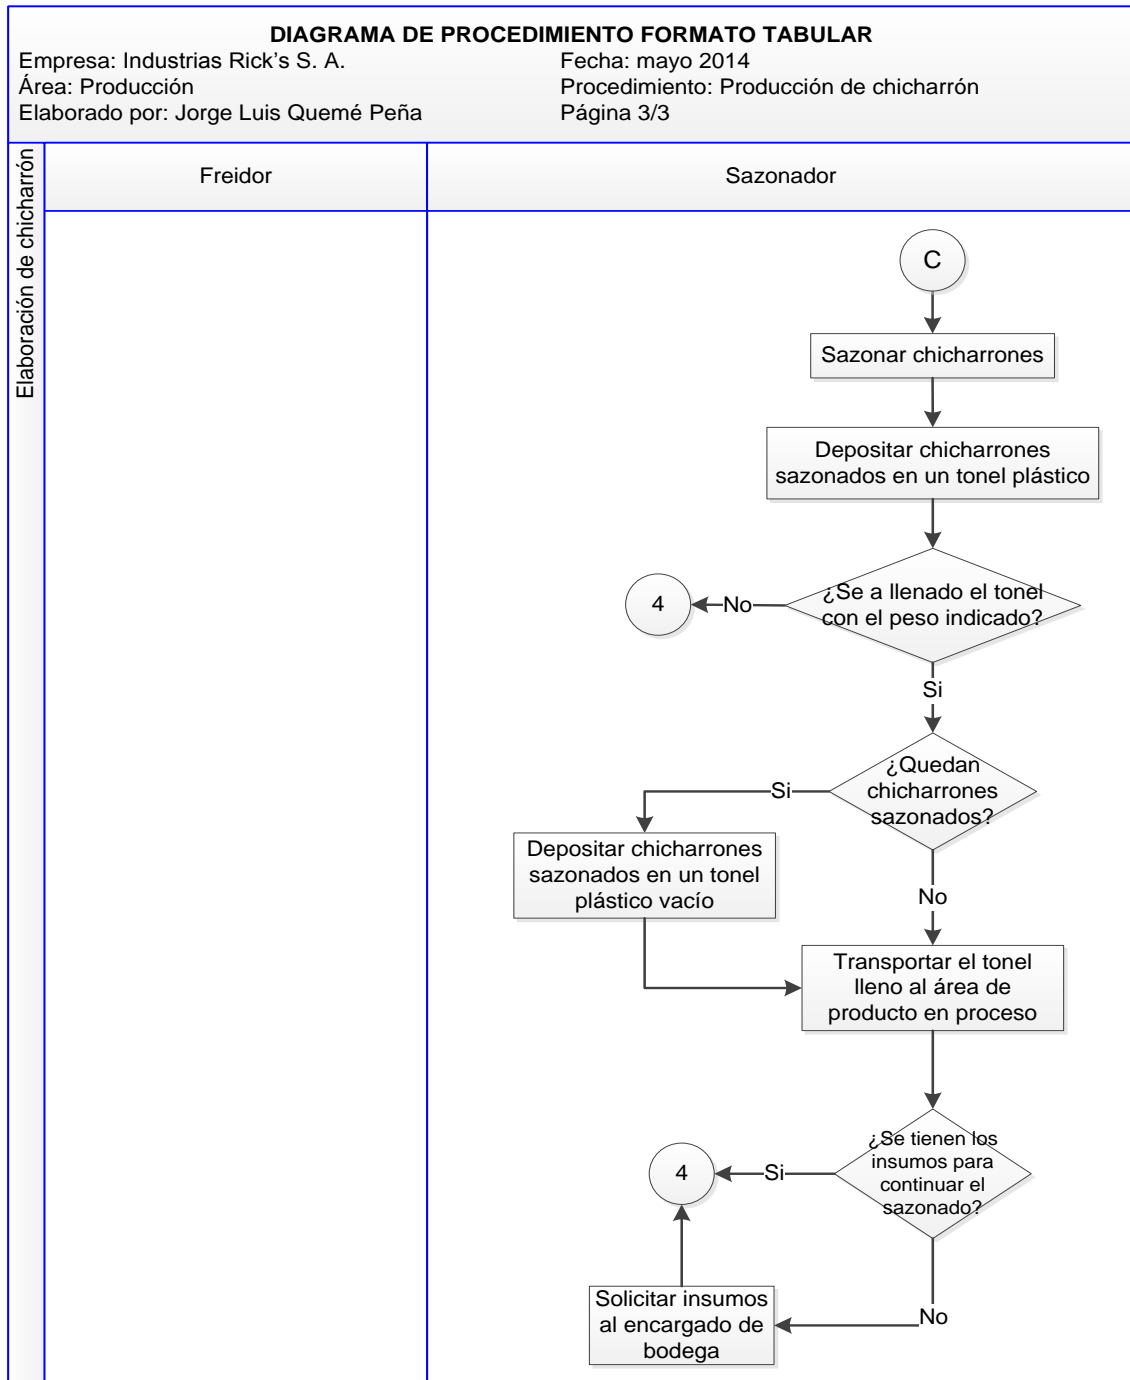 DIAGRAMA DE PROCEDIMIENTO FORMATO TABULAR
Empresa: Industrias Rick's S. A.
Fecha: mayo 2014
Área: Producción
Procedimiento: Producción de chicharrón
Elaborado por: Jorge Luis Quemé Peña
Página 3/3
Elaboración de chicharrón
Freidor
Sazonador
C
Sazonar chicharrones
Depositar chicharrones
sazonados en un tonel plástico
¿Se a llenado el tonel
con el peso indicado?
No
4
Si
¿Quedan
chicharrones
sazonados?
Si
Depositar chicharrones
sazonados en un tonel
plástico vacío
No
Transportar el tonel
lleno al área de
producto en proceso
¿Se tienen los
insumos para
continuar el
sazonado?
Si
4
No
Solicitar insumos
al encargado de
bodega